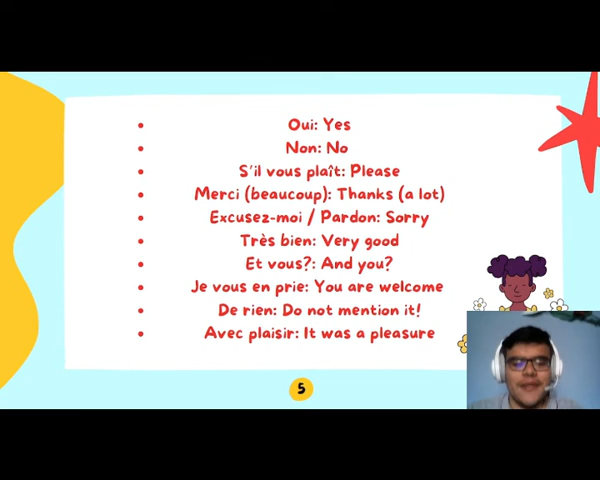 Oui: Yes
Non: No
S'il vous plaît: Please
Merci (beaucoup): Thanks (a lot)
Excusez-moi / Pardon: Sorry
Très bien: Very good
Et vous?: And you?
Je vous en prie: You are welcome
De rien: Do not mention it!
Avec plaisir: It was a pleasure
5